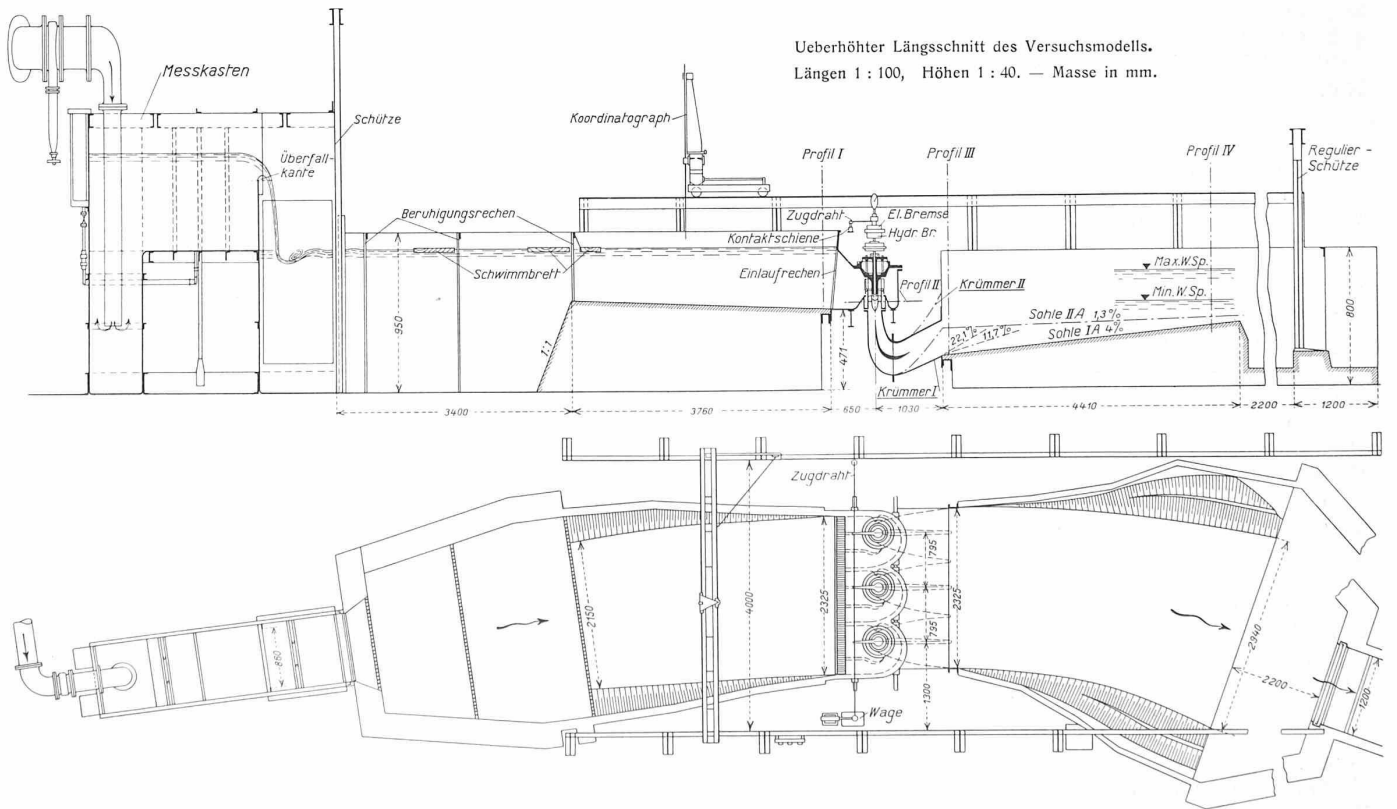 Ueberhöhter Längsschnitt des Versuchsmodells.
Längen 1 : 100, Höhen 1 : 40. — Masse in mm.
Messkasten
Schütze
Überfall-
kante
Koordinatograph
Profil I
Profil III
Profil IV
Regulier-
Schütze
Beruhigungsrechen
Zugdraht
El. Bremse
Kontaktschiene
Hydr. Br.
Schwimmbrett
Einlaufrechen
Profil II
Krümmer II
Max.W.Sp.
Min.W.Sp.
Sohle II A 1,3%
Sohle I A 4%
22,1%
11,7%
950
1:1
471
800
Krümmer I
3400
3760
650
1030
4410
2200
1200
Zugdraht
860
2150
4000
2325
795
795
1300
2325
2940
2200
1200
Wage